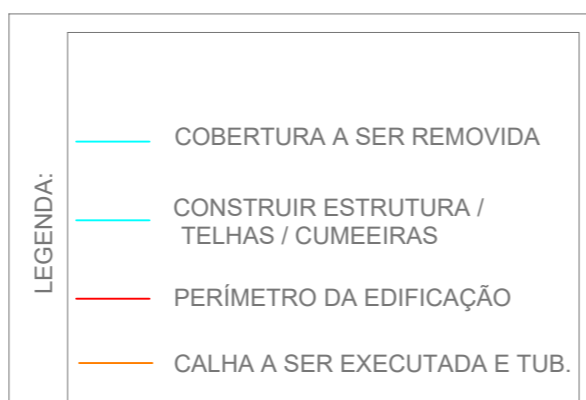 LEGENDA:
COBERTURA A SER REMOVIDA
CONSTRUIR ESTRUTURA /
TELHAS / CUMEEIRAS
PERÍMETRO DA EDIFICAÇÃO
CALHA A SER EXECUTADA E TUB.